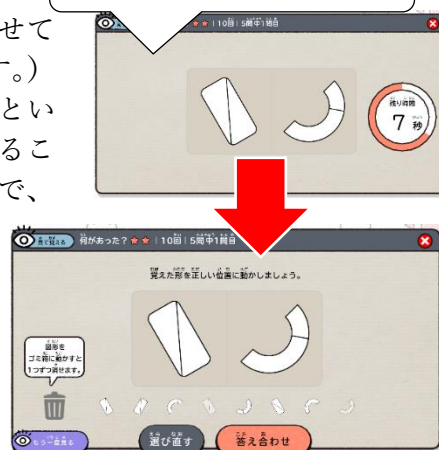 せて
す。)
とい
るこ
で、
10回|5問中1問目
残り時間
7秒
見て覚える 何があった?★★|10回|5問中1問目
覚えた形を正しい位置に動かしましょう。
図形を
ゴミ箱に動かすと
1つずつ消せます。
もう一度見る
選び直す
答え合わせ